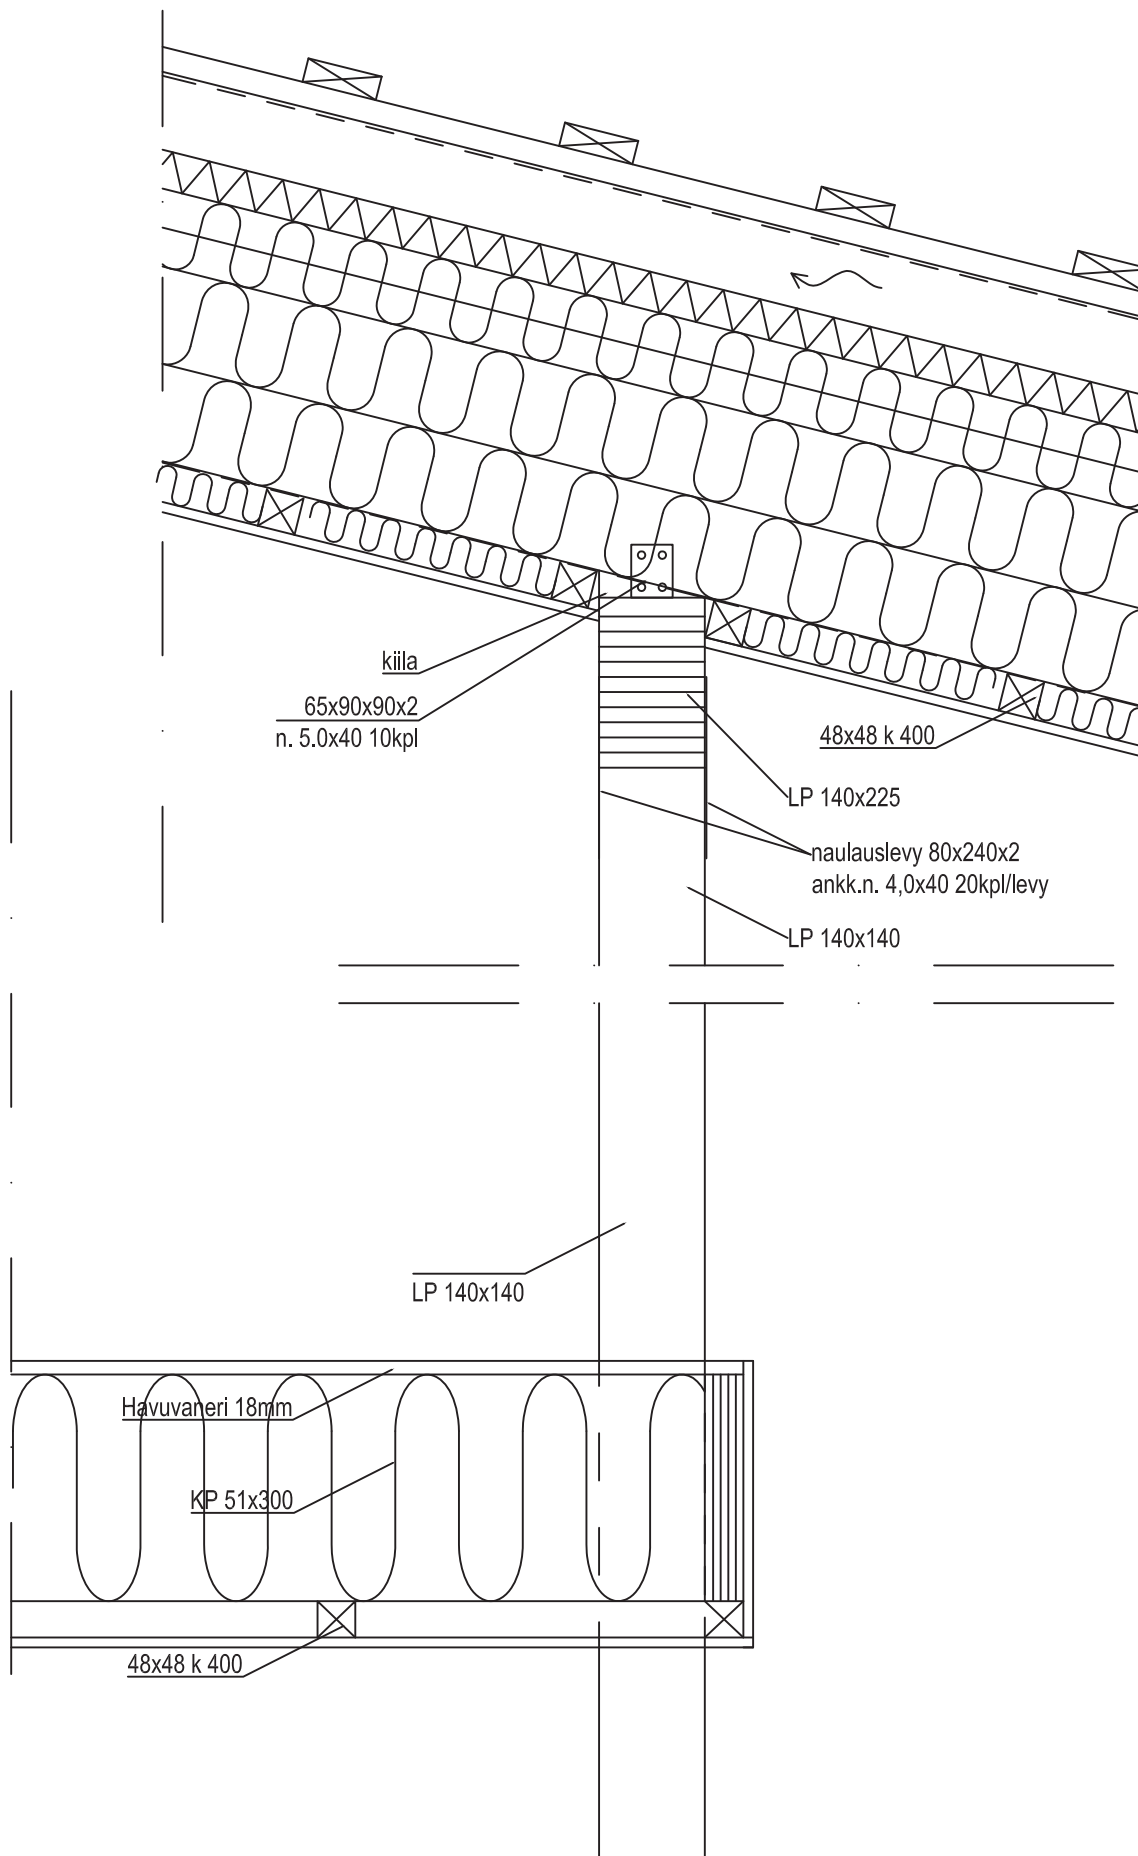 kiila
65x90x90x2
n. 5.0x40 10kpl
48x48 k 400
LP 140x225
naulauslevy 80x240x2
ankk.n. 4,0x40 20kpl/levy
LP 140x140
LP 140x140
Havuvaneri 18mm
KP 51x300
48x48 k 400